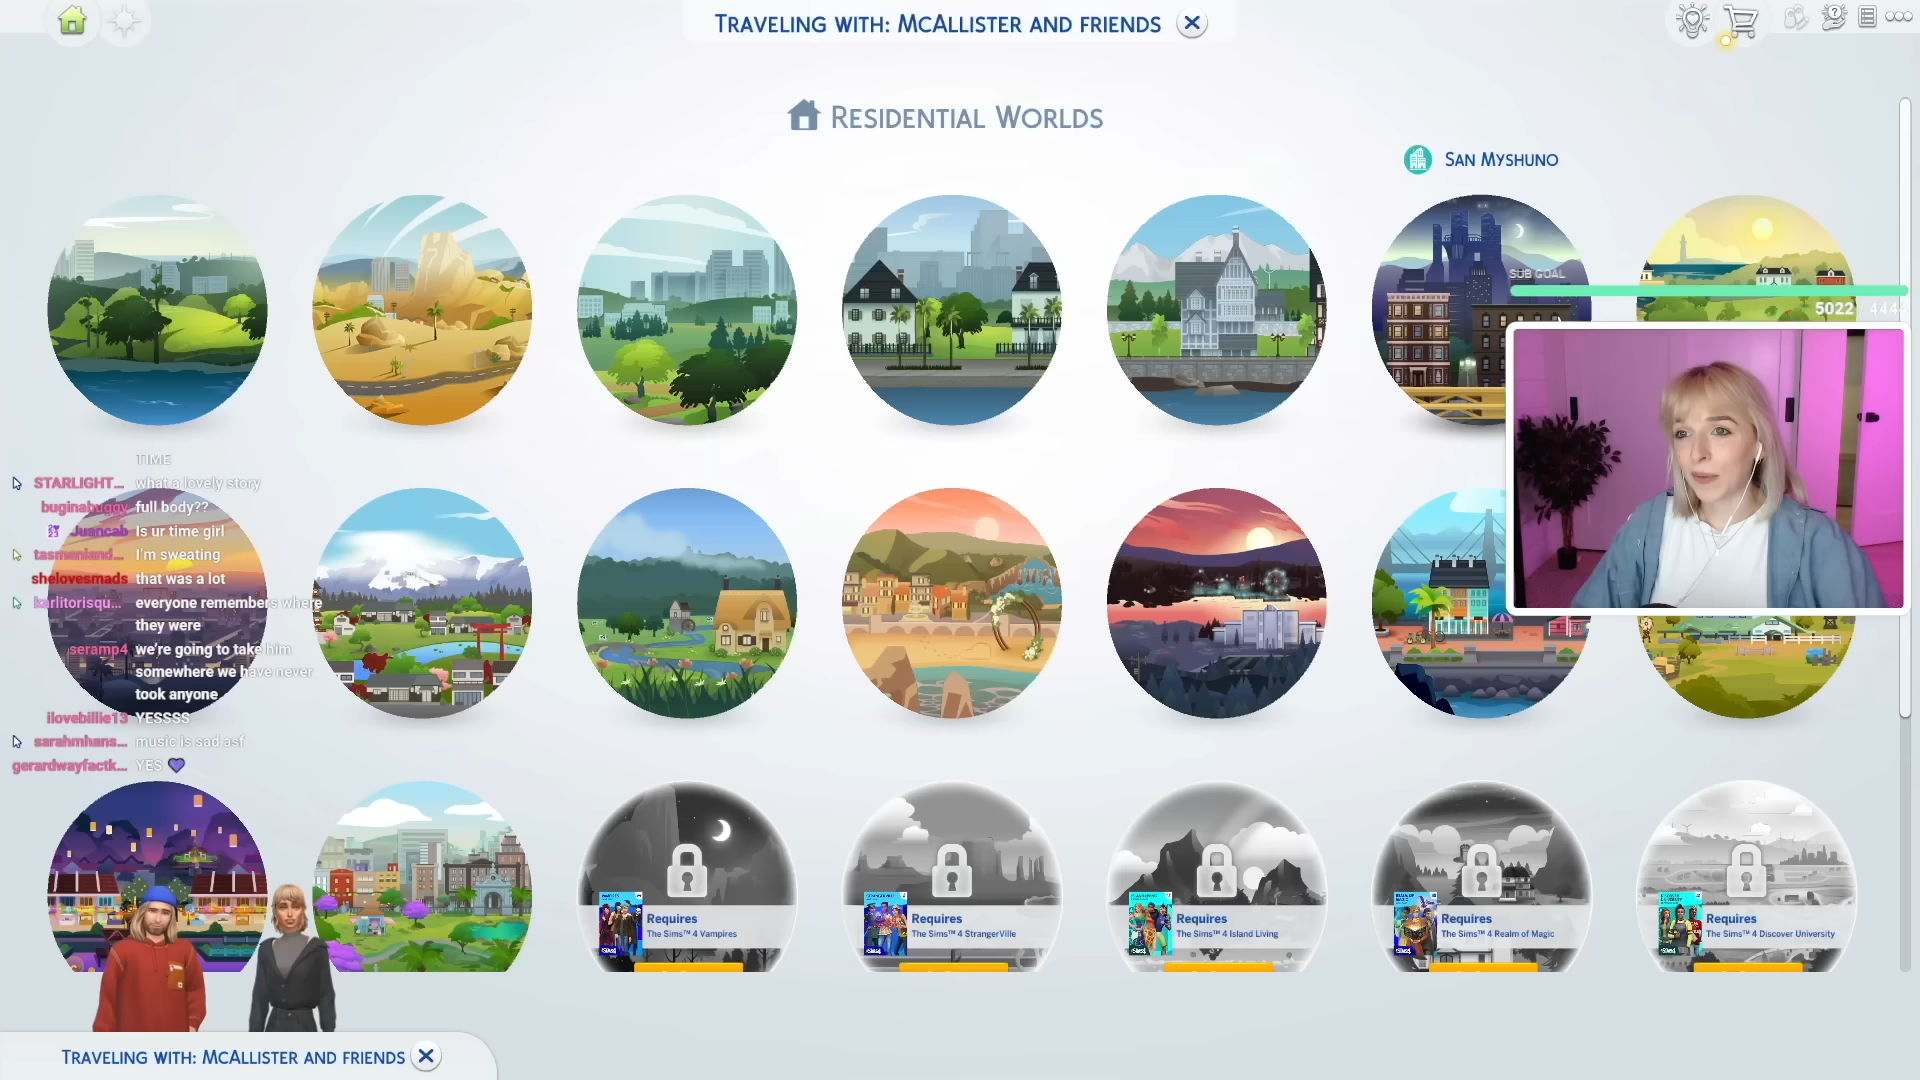 TRAVELING WITH: MCALLISTER AND FRIENDS
RESIDENTIAL WORLDS
SAN MYSHUNO
SUB GOAL
5022 / 444
TIME
STARLIGHT... what a lovely story
buginabuggy full body??
Juancab Is ur time girl
tasmanland... I'm sweating
shelovesmads that was a lot
karlitorisqu... everyone remembers where
they were
seramp4 we're going to take him
somewhere we have never
took anyone
ilovebillie13 YESSSS
sarahmhans... music is sad asf
gerardwayfactk... YES 💜
Requires
The Sims™ 4 Vampires
Requires
The Sims™ 4 StrangerVille
Requires
The Sims™ 4 Island Living
Requires
The Sims™ 4 Realm of Magic
Requires
The Sims™ 4 Discover University
TRAVELING WITH: MCALLISTER AND FRIENDS